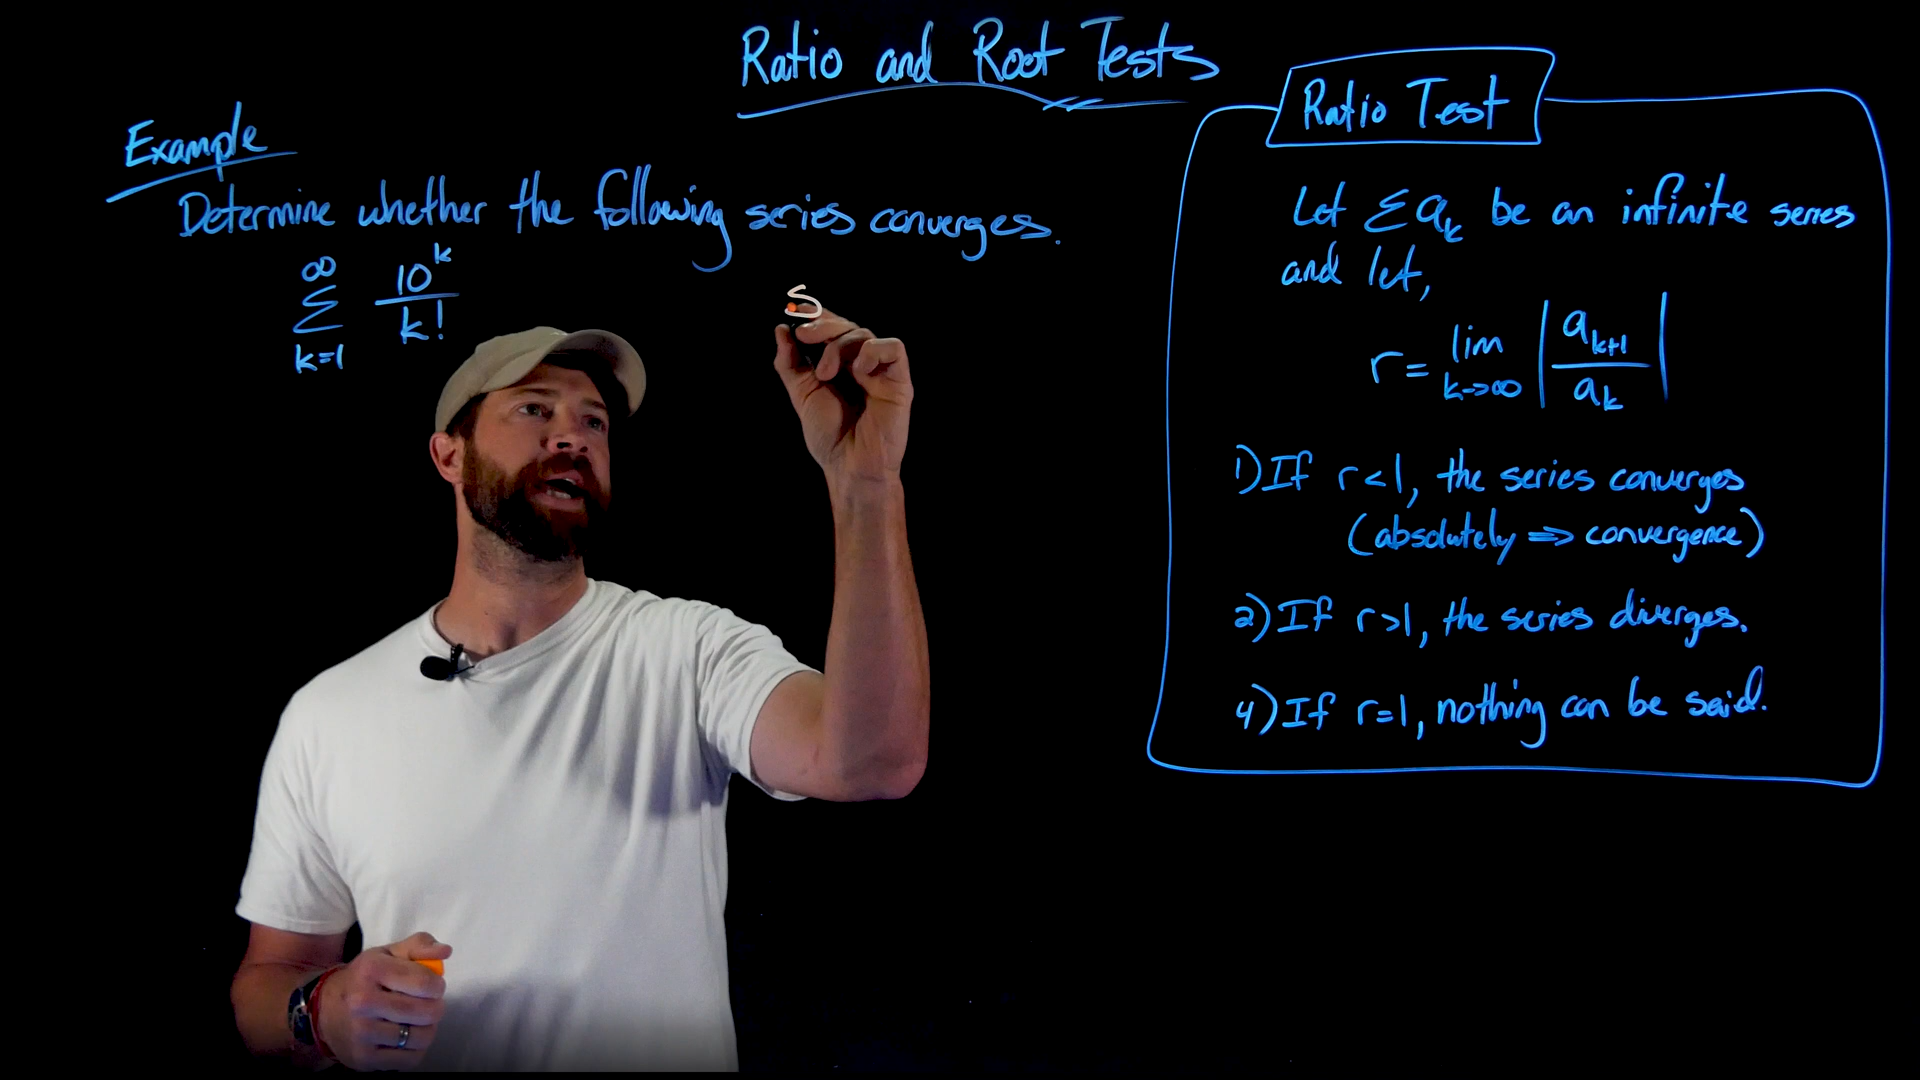 Ratio and Root Tests
Example
Determine whether the following series converges.
∞
∑ 10^k / k!
k=1
S
Ratio Test
Let Σa_k be an infinite series
and let,
r = lim_{k→∞} | a_{k+1} / a_k |
1) If r<1, the series converges
(absolutely ⇒ convergence)
2) If r>1, the series diverges.
4) If r=1, nothing can be said.